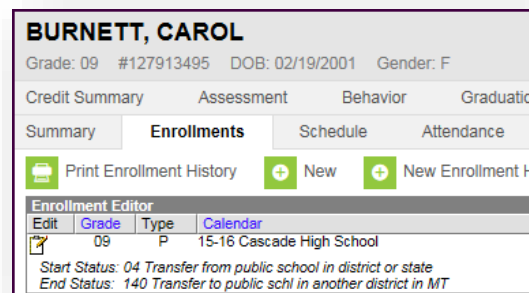 BURNETT, CAROL
Grade: 09 #127913495 DOB: 02/19/2001 Gender: F
Credit Summary Assessment Behavior
Summary Enrollments Schedule Attendance
Print Enrollment History New New Enrollment
Enrollment Editor
Edit Grade Type Calendar
09 P 15-16 Cascade High School
Start Status: 04 Transfer from public school in district or state
End Status: 140 Transfer to public schl in another district in MT